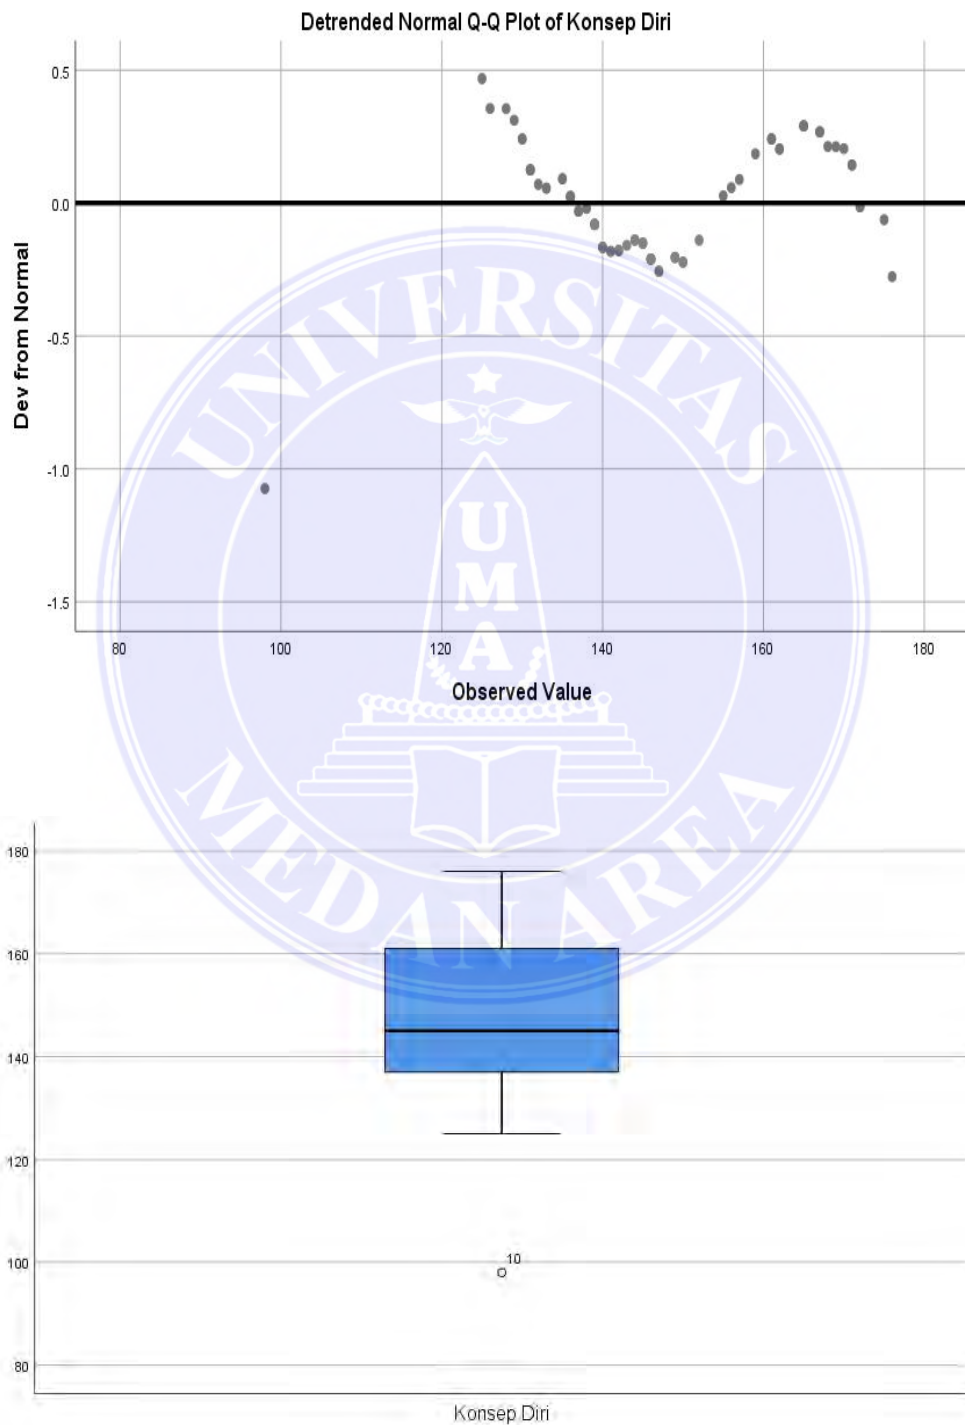 Detrended Normal Q-Q Plot of Konsep Diri
0.5
0.0
-0.5
-1.0
-1.5
Dev from Normal
80 100 120 140 160 180
Observed Value
UNIVERSITAS
MEDAN AREA
U
M
A
180
160
140
120
100
80
10
Konsep Diri